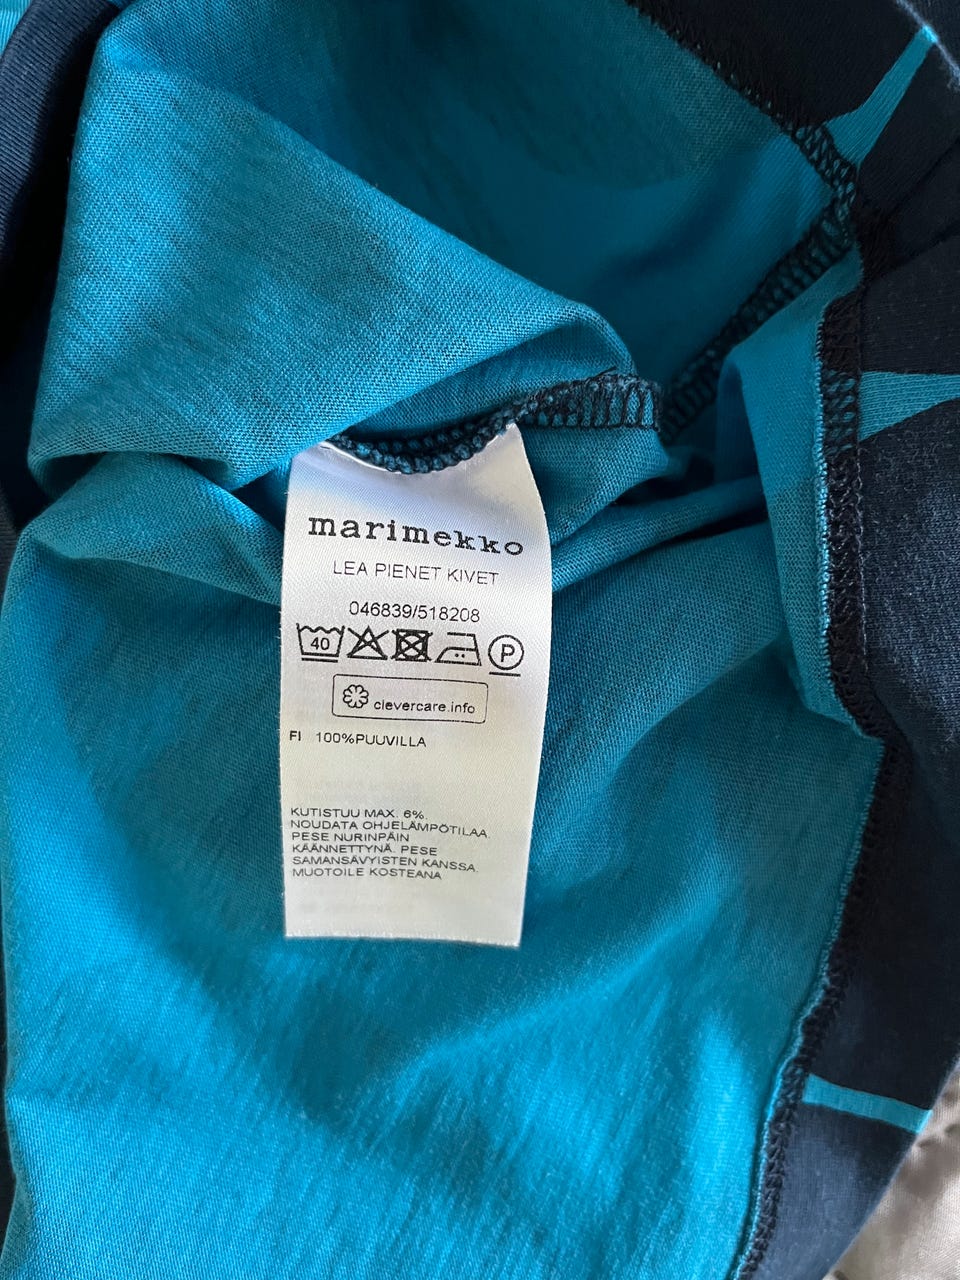 marimekko
LEA PIENET KIVET
046839/518208
40 P
clevercare.info
FI 100%PUUVILLA
KUTISTUU MAX. 6%.
NOUDATA OHJELÄMPÖTILAA.
PESE NURINPÄIN
KÄÄNNETTYNÄ. PESE
SAMANSÄVYISTEN KANSSA.
MUOTOILE KOSTEANA